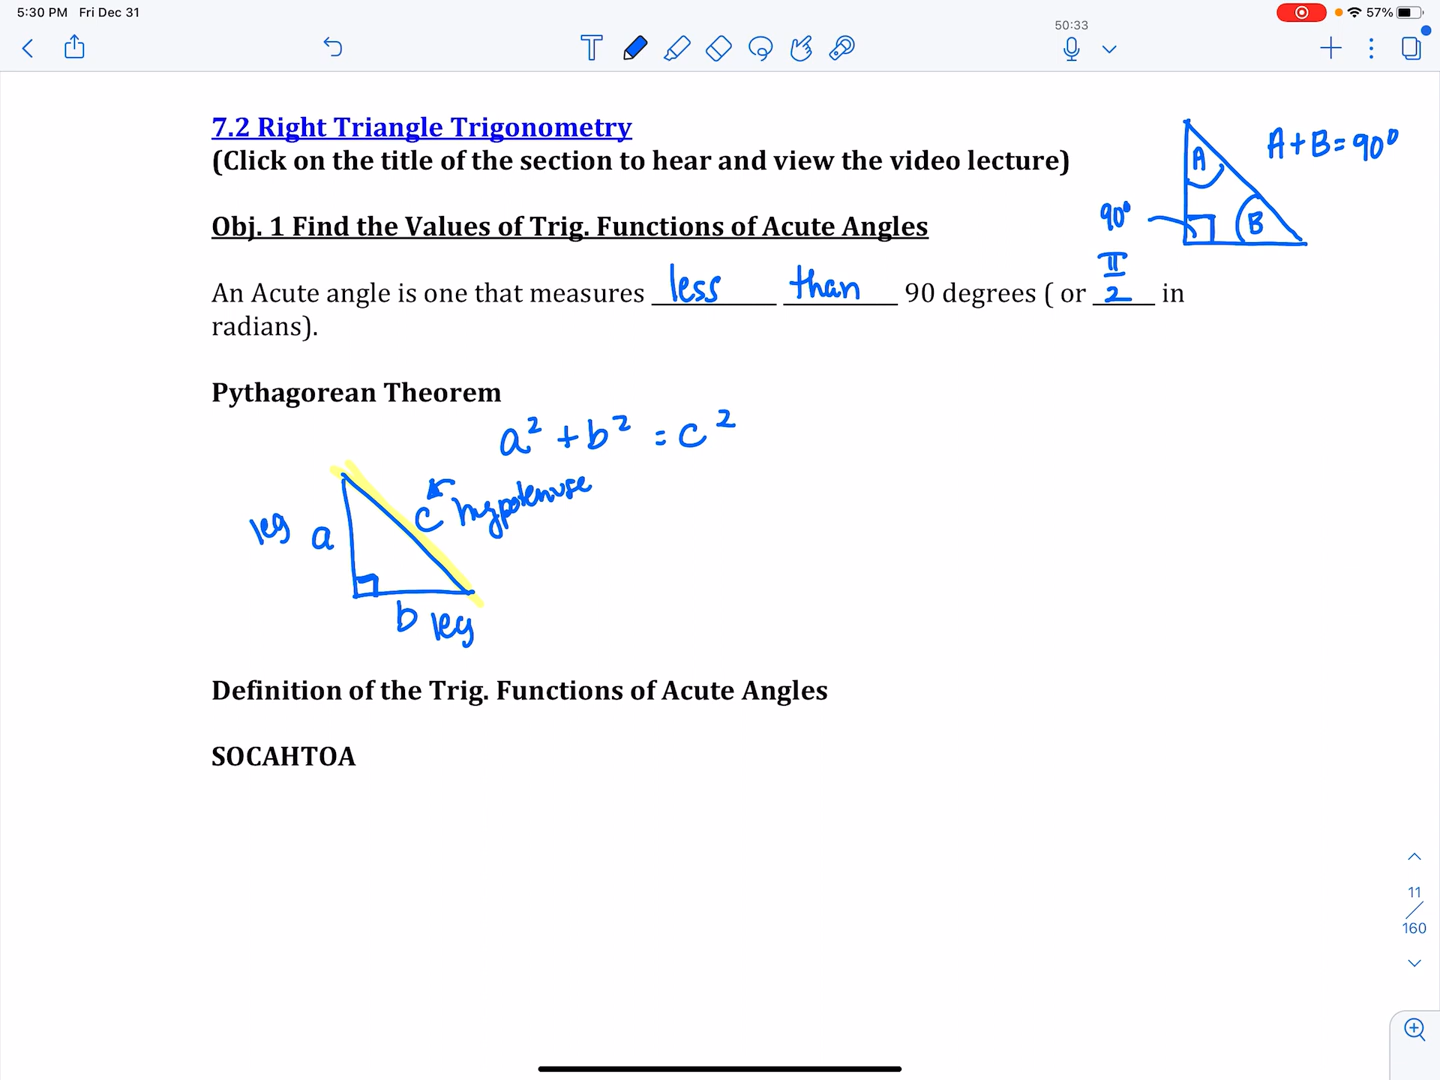 5:30 PM Fri Dec 31
57%
50:33
7.2 Right Triangle Trigonometry
(Click on the title of the section to hear and view the video lecture)
A
B
90°
A+B=90°
Obj. 1 Find the Values of Trig. Functions of Acute Angles
An Acute angle is one that measures less than 90 degrees ( or π/2 in
radians).
Pythagorean Theorem
a² + b² = c²
leg a
c hypotenuse
b leg
Definition of the Trig. Functions of Acute Angles
SOCAHTOA
11
/
160